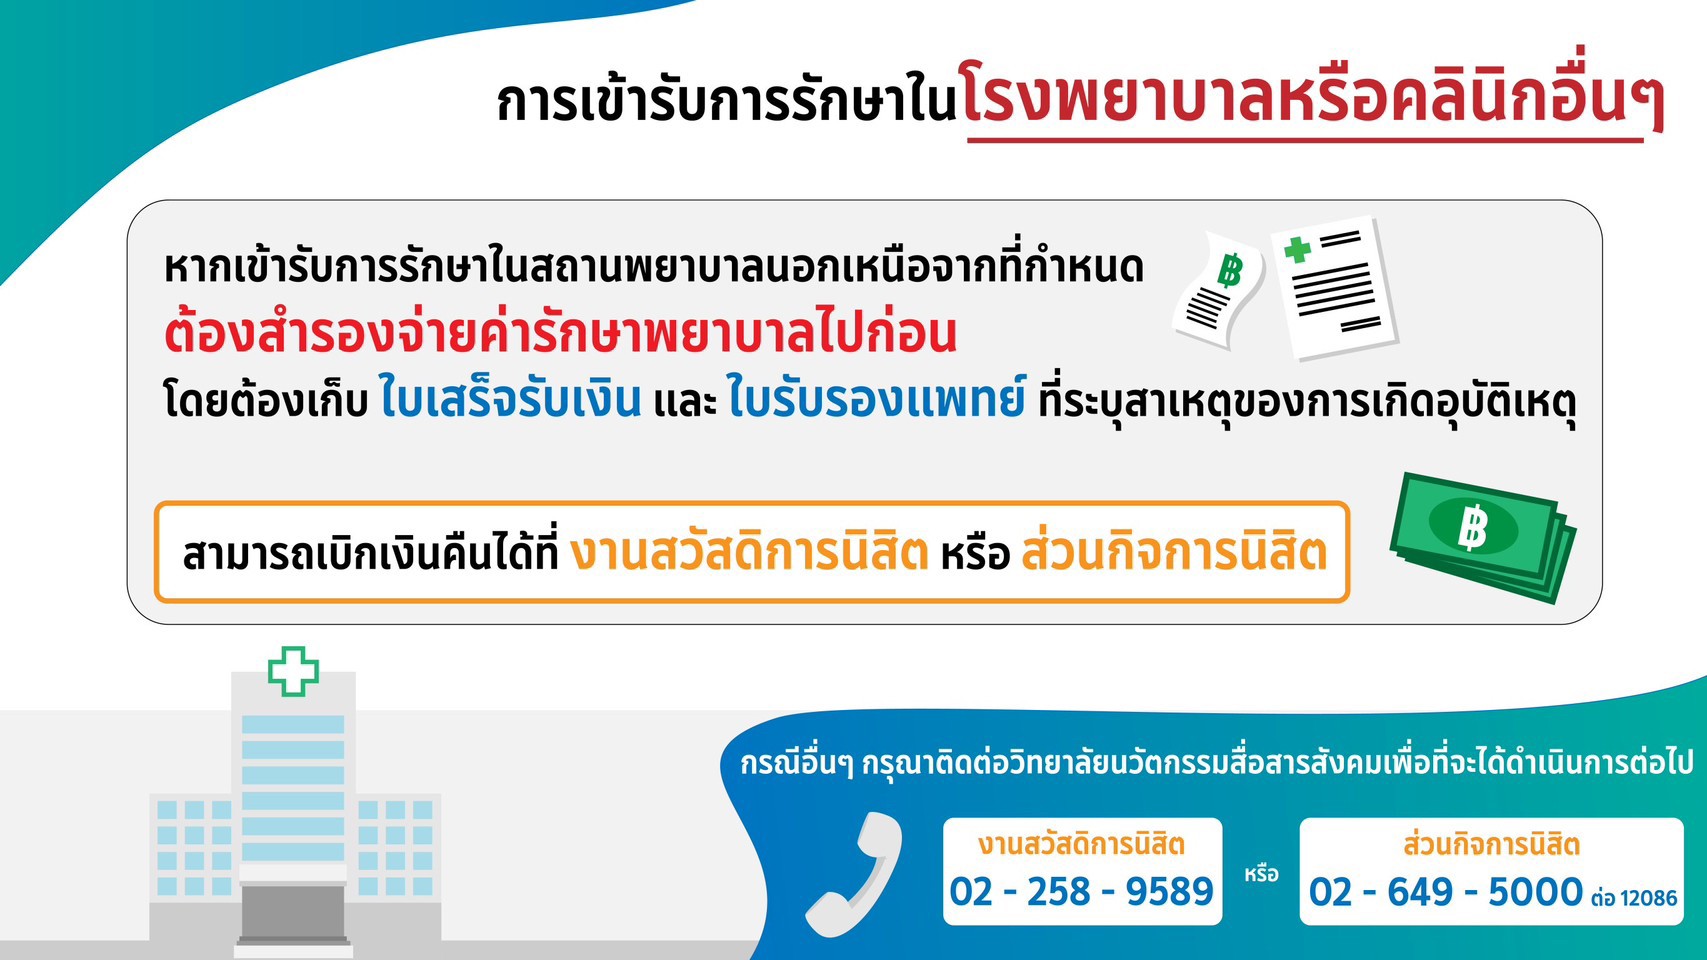 การเข้ารับการรักษาในโรงพยาบาลหรือคลินิกอื่นๆ
หากเข้ารับการรักษาในสถานพยาบาลนอกเหนือจากที่กำหนด
ต้องสำรองจ่ายค่ารักษาพยาบาลไปก่อน
โดยต้องเก็บ ใบเสร็จรับเงิน และ ใบรับรองแพทย์ ที่ระบุสาเหตุของการเกิดอุบัติเหตุ
สามารถเบิกเงินคืนได้ที่ งานสวัสดิการนิสิต หรือ ส่วนกิจการนิสิต
กรณีอื่นๆ กรุณาติดต่อวิทยาลัยนวัตกรรมสื่อสารสังคมเพื่อที่จะได้ดำเนินการต่อไป
งานสวัสดิการนิสิต
02 - 258 - 9589
หรือ
ส่วนกิจการนิสิต
02 - 649 - 5000 ต่อ 12086